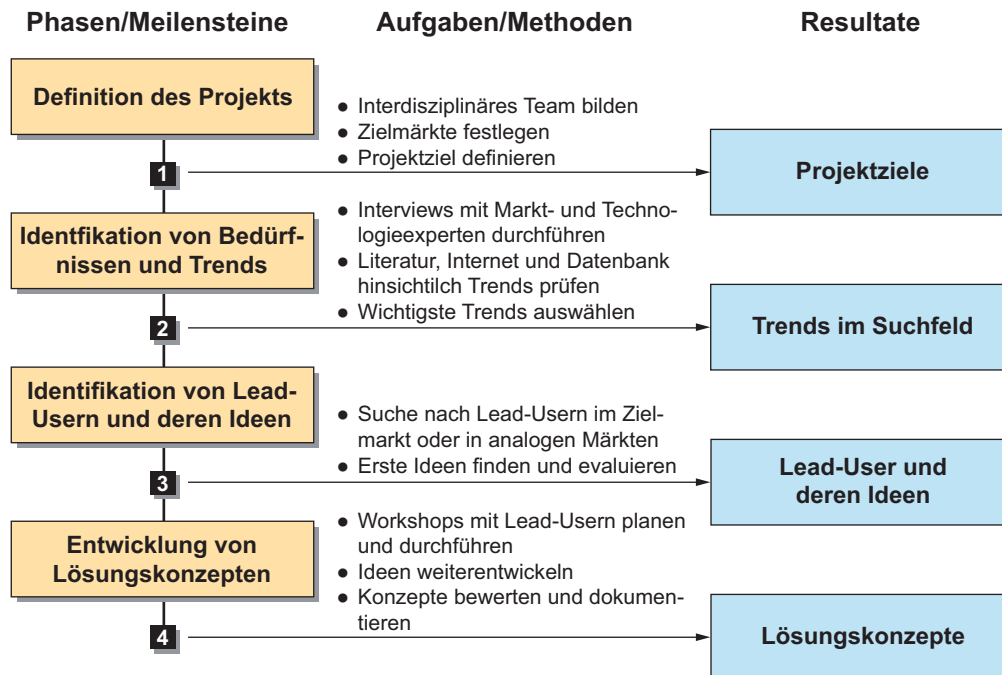 Phasen/Meilensteine
Aufgaben/Methoden
Resultate
Definition des Projekts
● Interdisziplinäres Team bilden
● Zielmärkte festlegen
● Projektziel definieren
1
Projektziele
Identfikation von Bedürf-
nissen und Trends
● Interviews mit Markt- und Techno-
logieexperten durchführen
● Literatur, Internet und Datenbank
hinsichtilch Trends prüfen
● Wichtigste Trends auswählen
2
Trends im Suchfeld
Identifikation von Lead-
Usern und deren Ideen
● Suche nach Lead-Usern im Ziel-
markt oder in analogen Märkten
● Erste Ideen finden und evaluieren
3
Lead-User und
deren Ideen
Entwicklung von
Lösungskonzepten
● Workshops mit Lead-Usern planen
und durchführen
● Ideen weiterentwickeln
● Konzepte bewerten und dokumen-
tieren
4
Lösungskonzepte